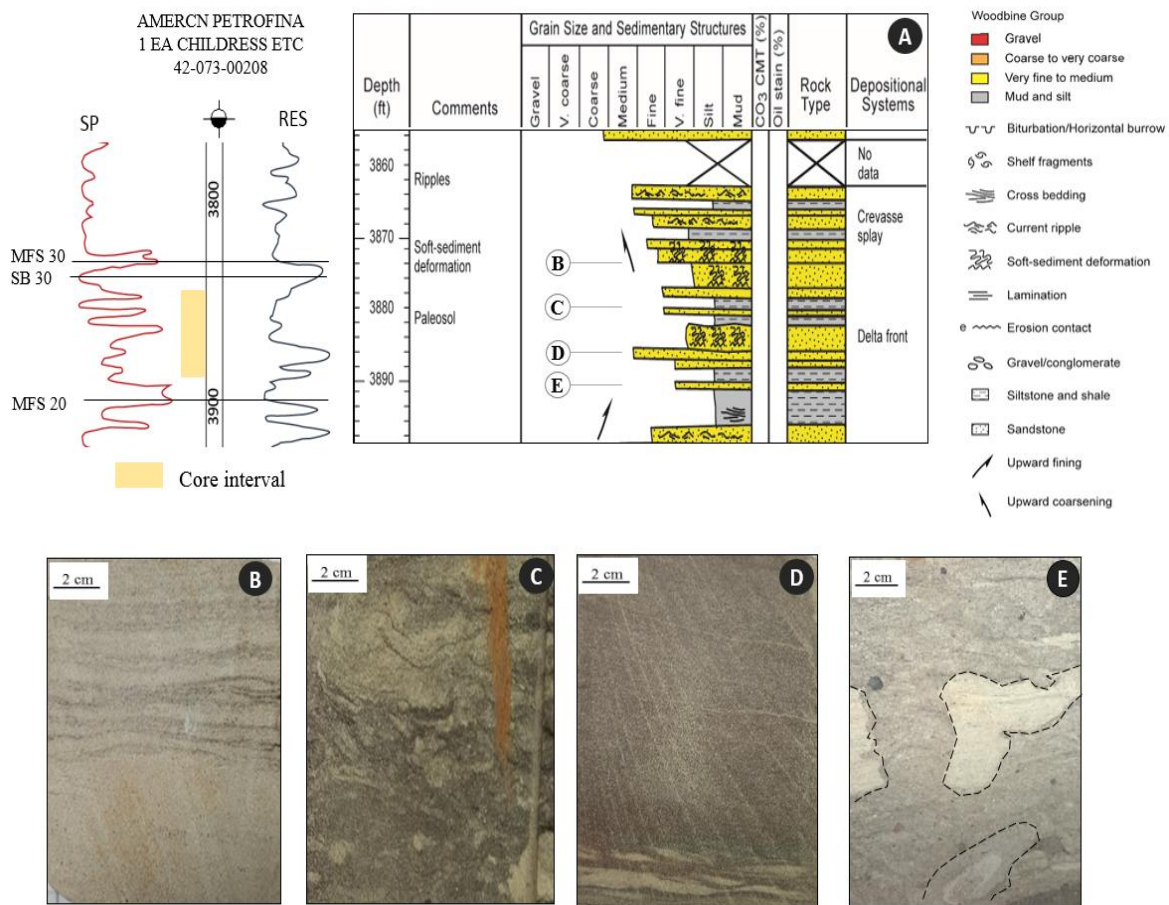 AMERCN PETROFINA
1 EA CHILDRESS ETC
42-073-00208
SP
RES
3800
MFS 30
SB 30
MFS 20
3900
Core interval
A
Depth
(ft)
Comments
Grain Size and Sedimentary Structures
Gravel
V. coarse
Coarse
Medium
Fine
V. fine
Silt
Mud
CO3 CMT (%)
Oil stain (%)
Rock
Type
Depositional
Systems
3860
Ripples
No
data
3870
Soft-sediment
deformation
Crevasse
splay
B
3880
Paleosol
C
Delta front
D
3890
E
Woodbine Group
Gravel
Coarse to very coarse
Very fine to medium
Mud and silt
Biturbation/Horizontal burrow
Shelf fragments
Cross bedding
Current ripple
Soft-sediment deformation
Lamination
e Erosion contact
Gravel/conglomerate
Siltstone and shale
Sandstone
Upward fining
Upward coarsening
2 cm
B
2 cm
C
2 cm
D
2 cm
E